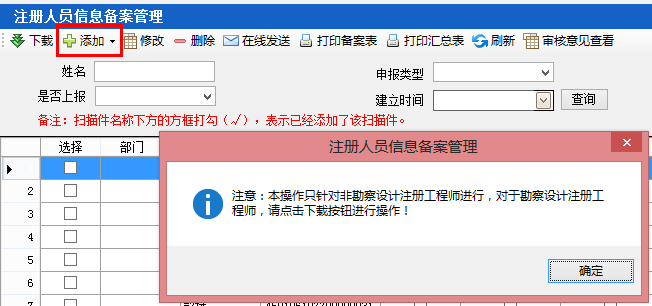 注册人员信息备案管理
下载 添加 修改 删除 在线发送 打印备案表 打印汇总表 刷新 审核意见查看
姓名 申报类型
是否上报 建立时间 查询
备注：扫描件名称下方的方框打勾（√），表示已经添加了该扫描件。
选择 部门
注册人员信息备案管理
2
3
4
5
6
注意：本操作只针对非勘察设计注册工程师进行，对于勘察设计注册工
程师，请点击下载按钮进行操作！
确定